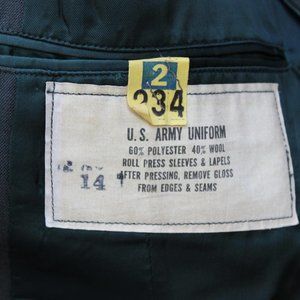 2
234
U. S. ARMY UNIFORM
60% POLYESTER 40% WOOL
ROLL PRESS SLEEVES & LAPELS
AFTER PRESSING, REMOVE GLOSS
FROM EDGES & SEAMS
14